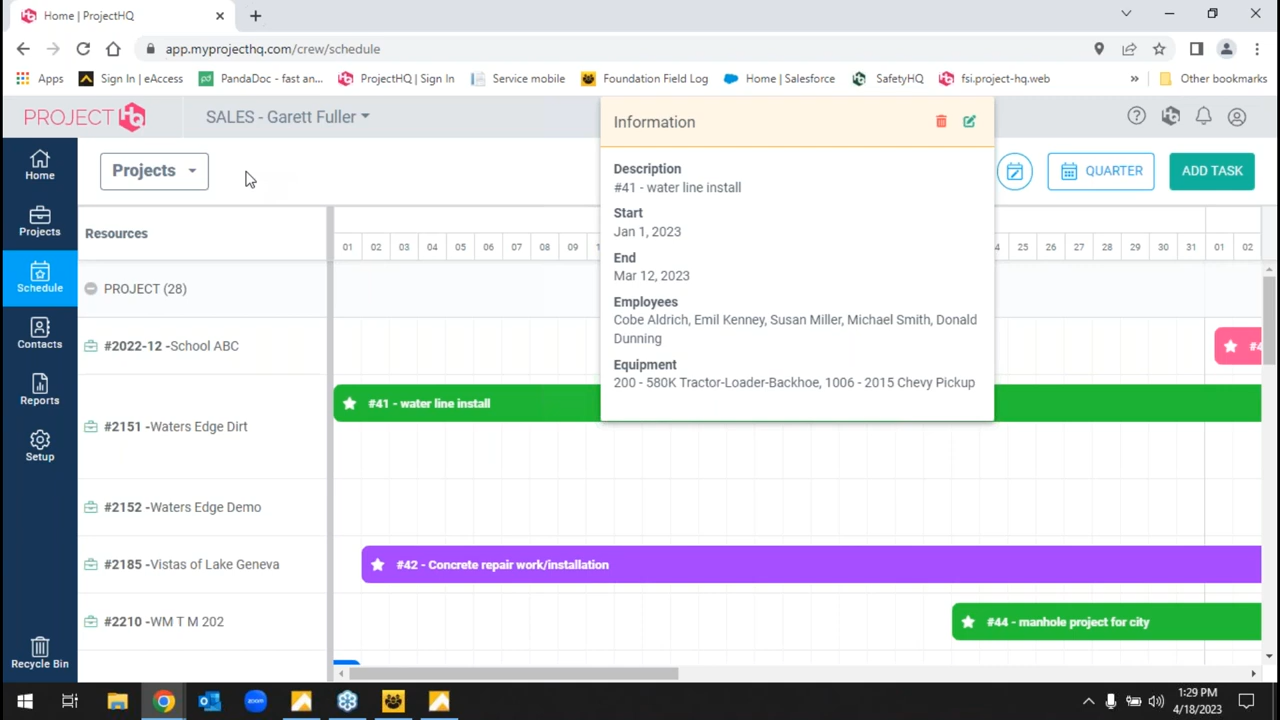 Home | ProjectHQ
app.myprojecthq.com/crew/schedule
Apps
Sign In | eAccess
PandaDoc - fast an...
ProjectHQ | Sign In
Service mobile
Foundation Field Log
Home | Salesforce
SafetyHQ
fsi.project-hq.web
»
Other bookmarks
PROJECT HQ
SALES - Garett Fuller
Home
Projects
Schedule
Contacts
Reports
Setup
Recycle Bin
Projects
QUARTER
ADD TASK
Information
Description
#41 - water line install
Start
Jan 1, 2023
End
Mar 12, 2023
Employees
Cobe Aldrich, Emil Kenney, Susan Miller, Michael Smith, Donald
Dunning
Equipment
200 - 580K Tractor-Loader-Backhoe, 1006 - 2015 Chevy Pickup
Resources
01 02 03 04 05 06 07 08 09 25 26 27 28 29 30 31 01 02
PROJECT (28)
#2022-12 -School ABC
#2151 -Waters Edge Dirt
#41 - water line install
#2152 -Waters Edge Demo
#2185 -Vistas of Lake Geneva
#42 - Concrete repair work/installation
#2210 -WM T M 202
#44 - manhole project for city
zoom
1:29 PM
4/18/2023